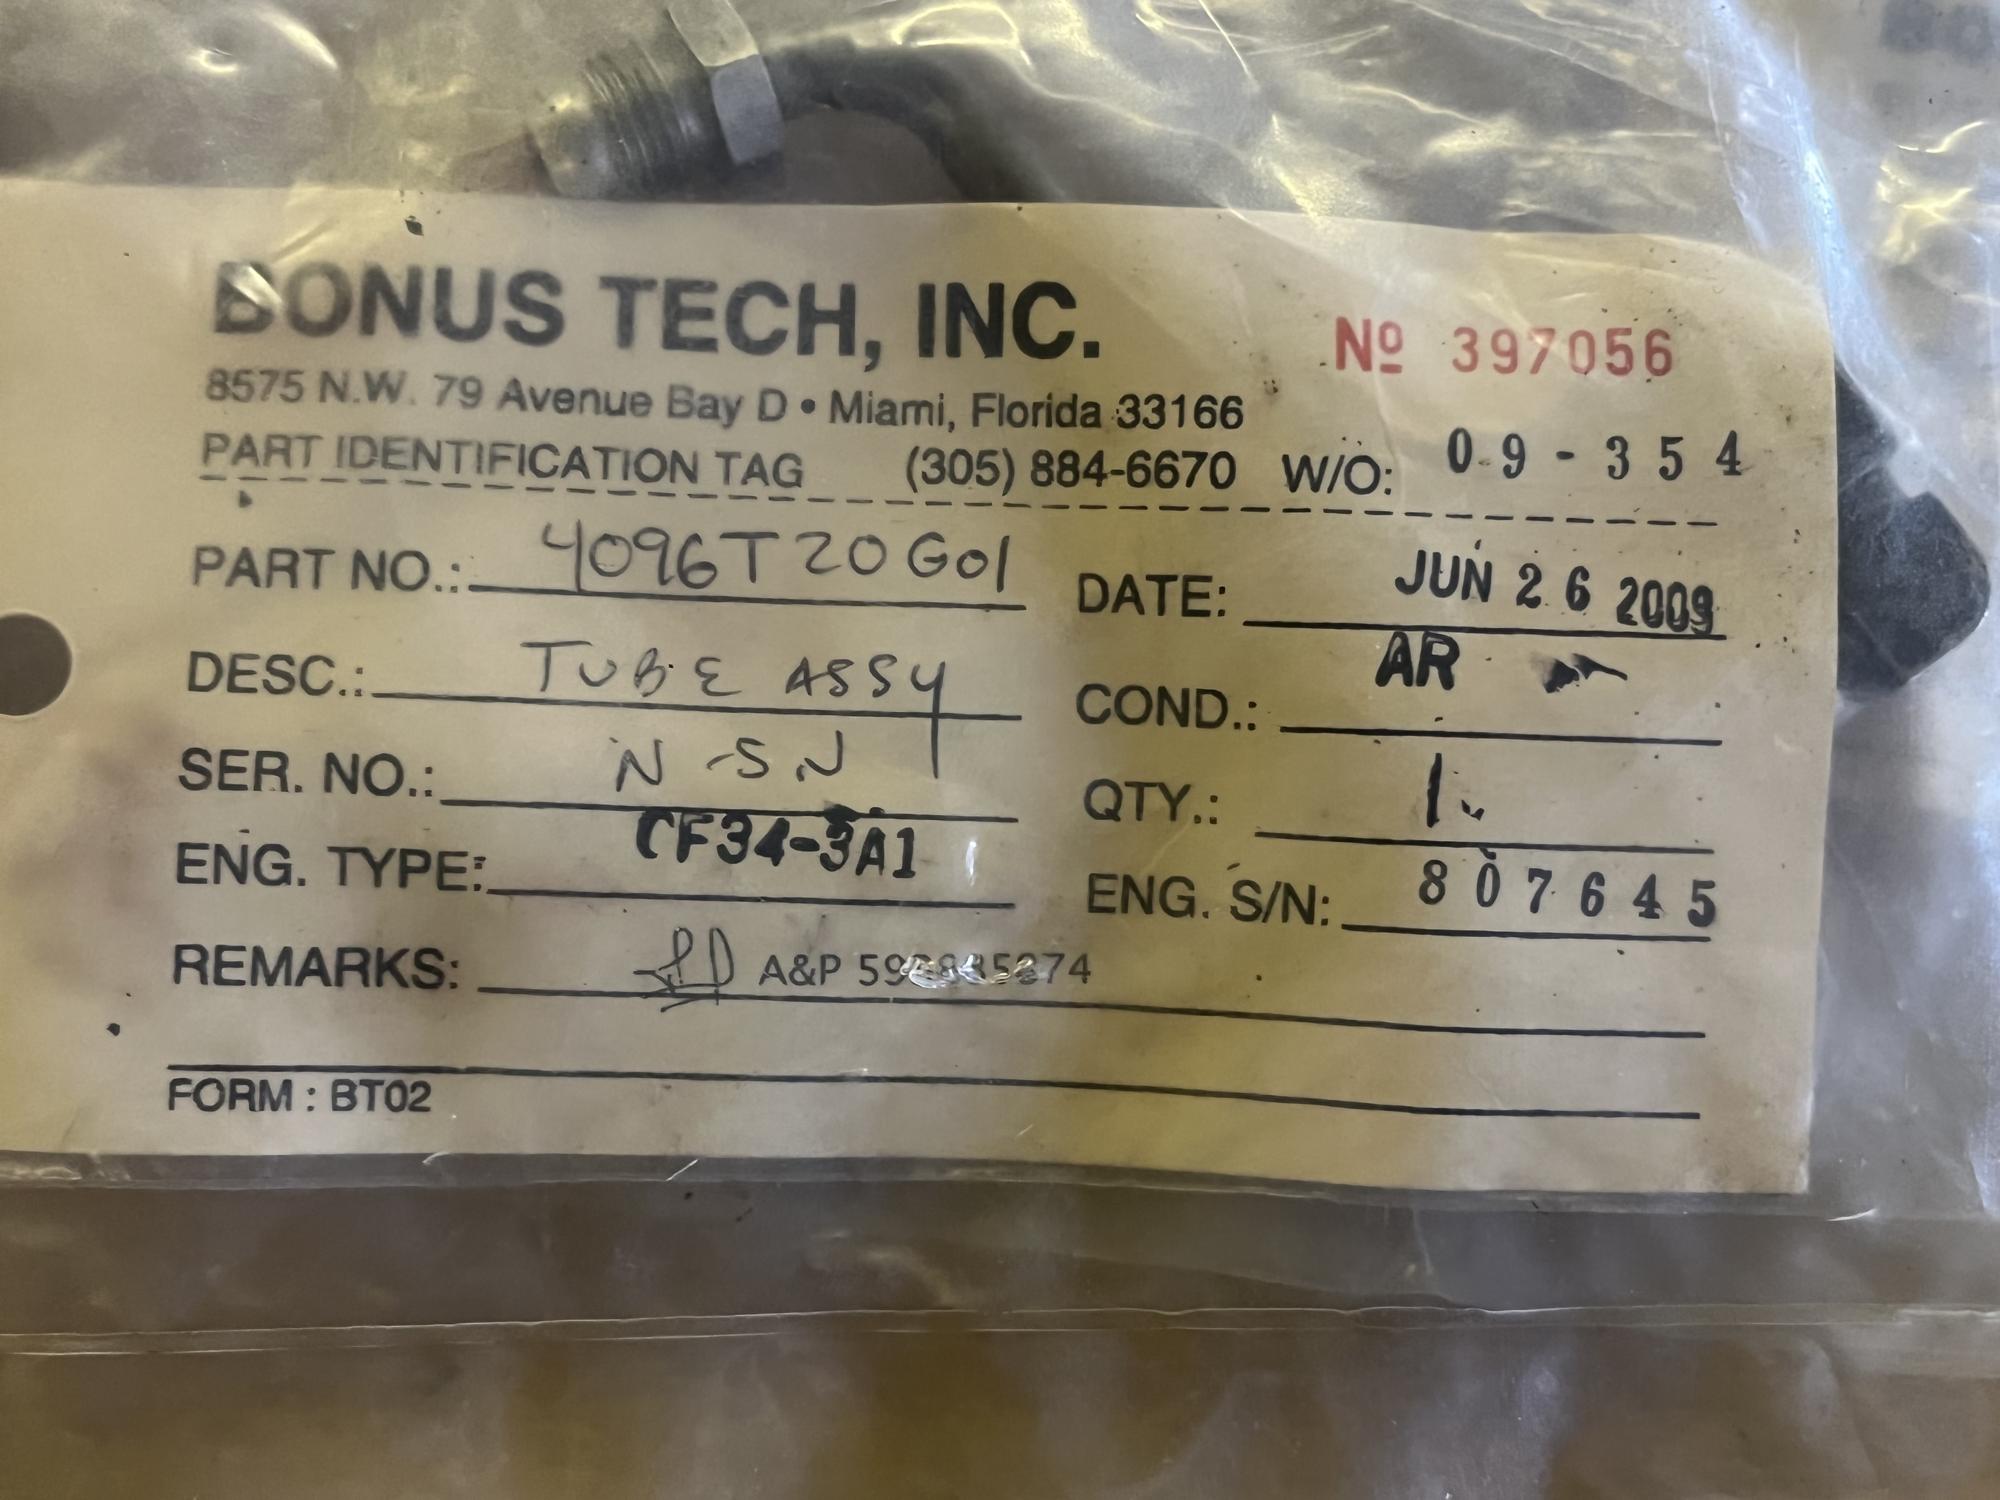 BONUS TECH, INC.
Nº 397056
8575 N.W. 79 Avenue Bay D • Miami, Florida 33166
PART IDENTIFICATION TAG (305) 884-6670 W/O: 09-354
PART NO.: 4096T20G01 DATE: JUN 26 2009
DESC.: TUBE ASSY COND.: AR
SER. NO.: N-SN QTY.: 1
ENG. TYPE: CF34-3A1 ENG. S/N: 807645
REMARKS: A&P
FORM : BT02